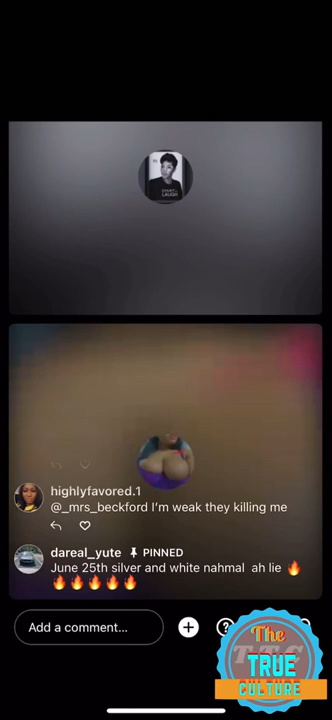 highlyfavored.1
@_mrs_beckford I'm weak they killing me
dareal_yute PINNED
June 25th silver and white nahmal ah lie 🔥
🔥🔥🔥🔥🔥
Add a comment...
The
TTC
TRUE
CULTURE